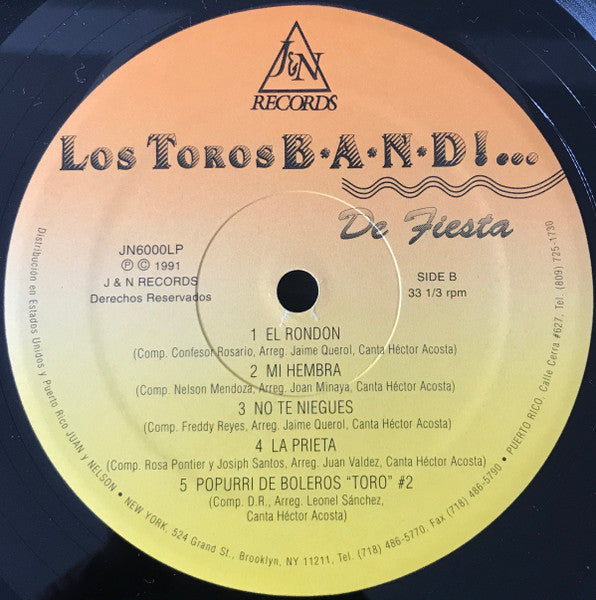 J&N
RECORDS
LOS TOROS B·A·N·D!...
De Fiesta
JN6000LP
Ⓟ © 1991
J & N RECORDS
Derechos Reservados
SIDE B
33 1/3 rpm
1 EL RONDON
(Comp. Confesor Rosario, Arreg. Jaime Querol, Canta Héctor Acosta)
2 MI HEMBRA
(Comp. Nelson Mendoza, Arreg. Joan Minaya, Canta Héctor Acosta)
3 NO TE NIEGUES
(Comp. Freddy Reyes, Arreg. Jaime Querol, Canta Héctor Acosta)
4 LA PRIETA
(Comp. Rosa Pontier y Josiph Santos, Arreg. Juan Valdez, Canta Héctor Acosta)
5 POPURRI DE BOLEROS "TORO" #2
(Comp. D.R., Arreg. Leonel Sánchez,
Canta Héctor Acosta)
Distribución en Estados Unidos y Puerto Rico JUAN y NELSON • NEW YORK, 524 Grand St., Brooklyn, NY 11211, Tel. (718) 486-5770. Fax (718) 486-5790 • PUERTO RICO, Calle Cerra #627, Tel. (809) 725-1730